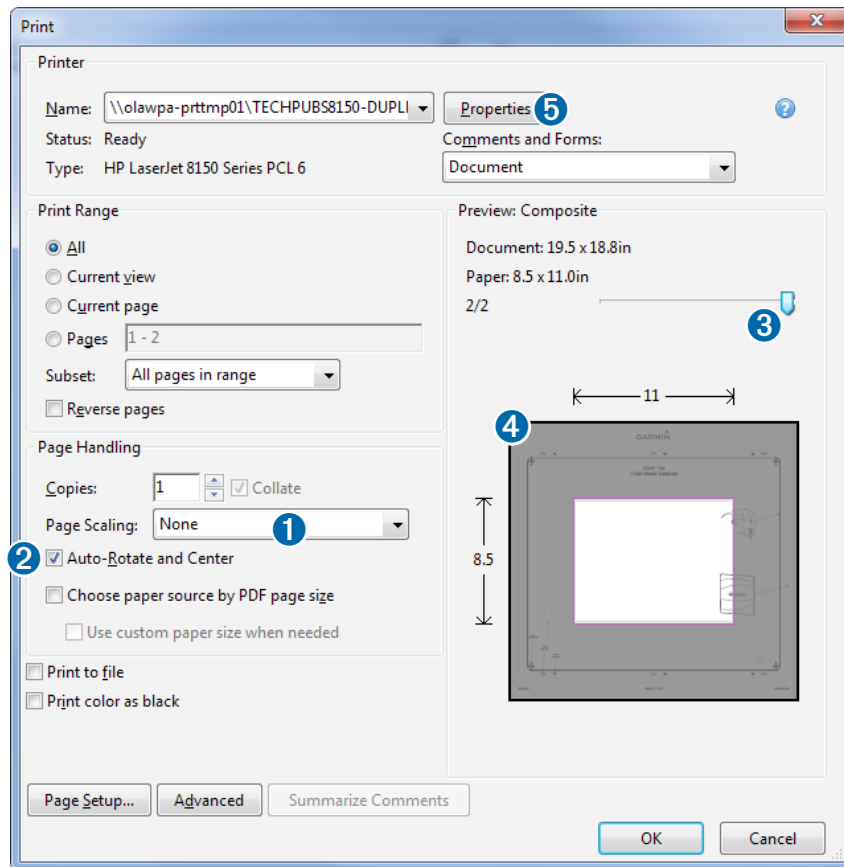 Print
Printer
Name: \\olawpa-prttmp01\TECHPUBS8150-DUPLI
Properties 5
Status: Ready
Comments and Forms:
Type: HP LaserJet 8150 Series PCL 6
Document
Print Range
All
Current view
Current page
Pages 1 - 2
Subset: All pages in range
Reverse pages
Preview: Composite
Document: 19.5 x 18.8in
Paper: 8.5 x 11.0in
2/2
3
11
4
GARMIN
8.5
Page Handling
Copies: 1 Collate
Page Scaling: None 1
2 Auto-Rotate and Center
Choose paper source by PDF page size
Use custom paper size when needed
Print to file
Print color as black
Page Setup... Advanced Summarize Comments
OK Cancel